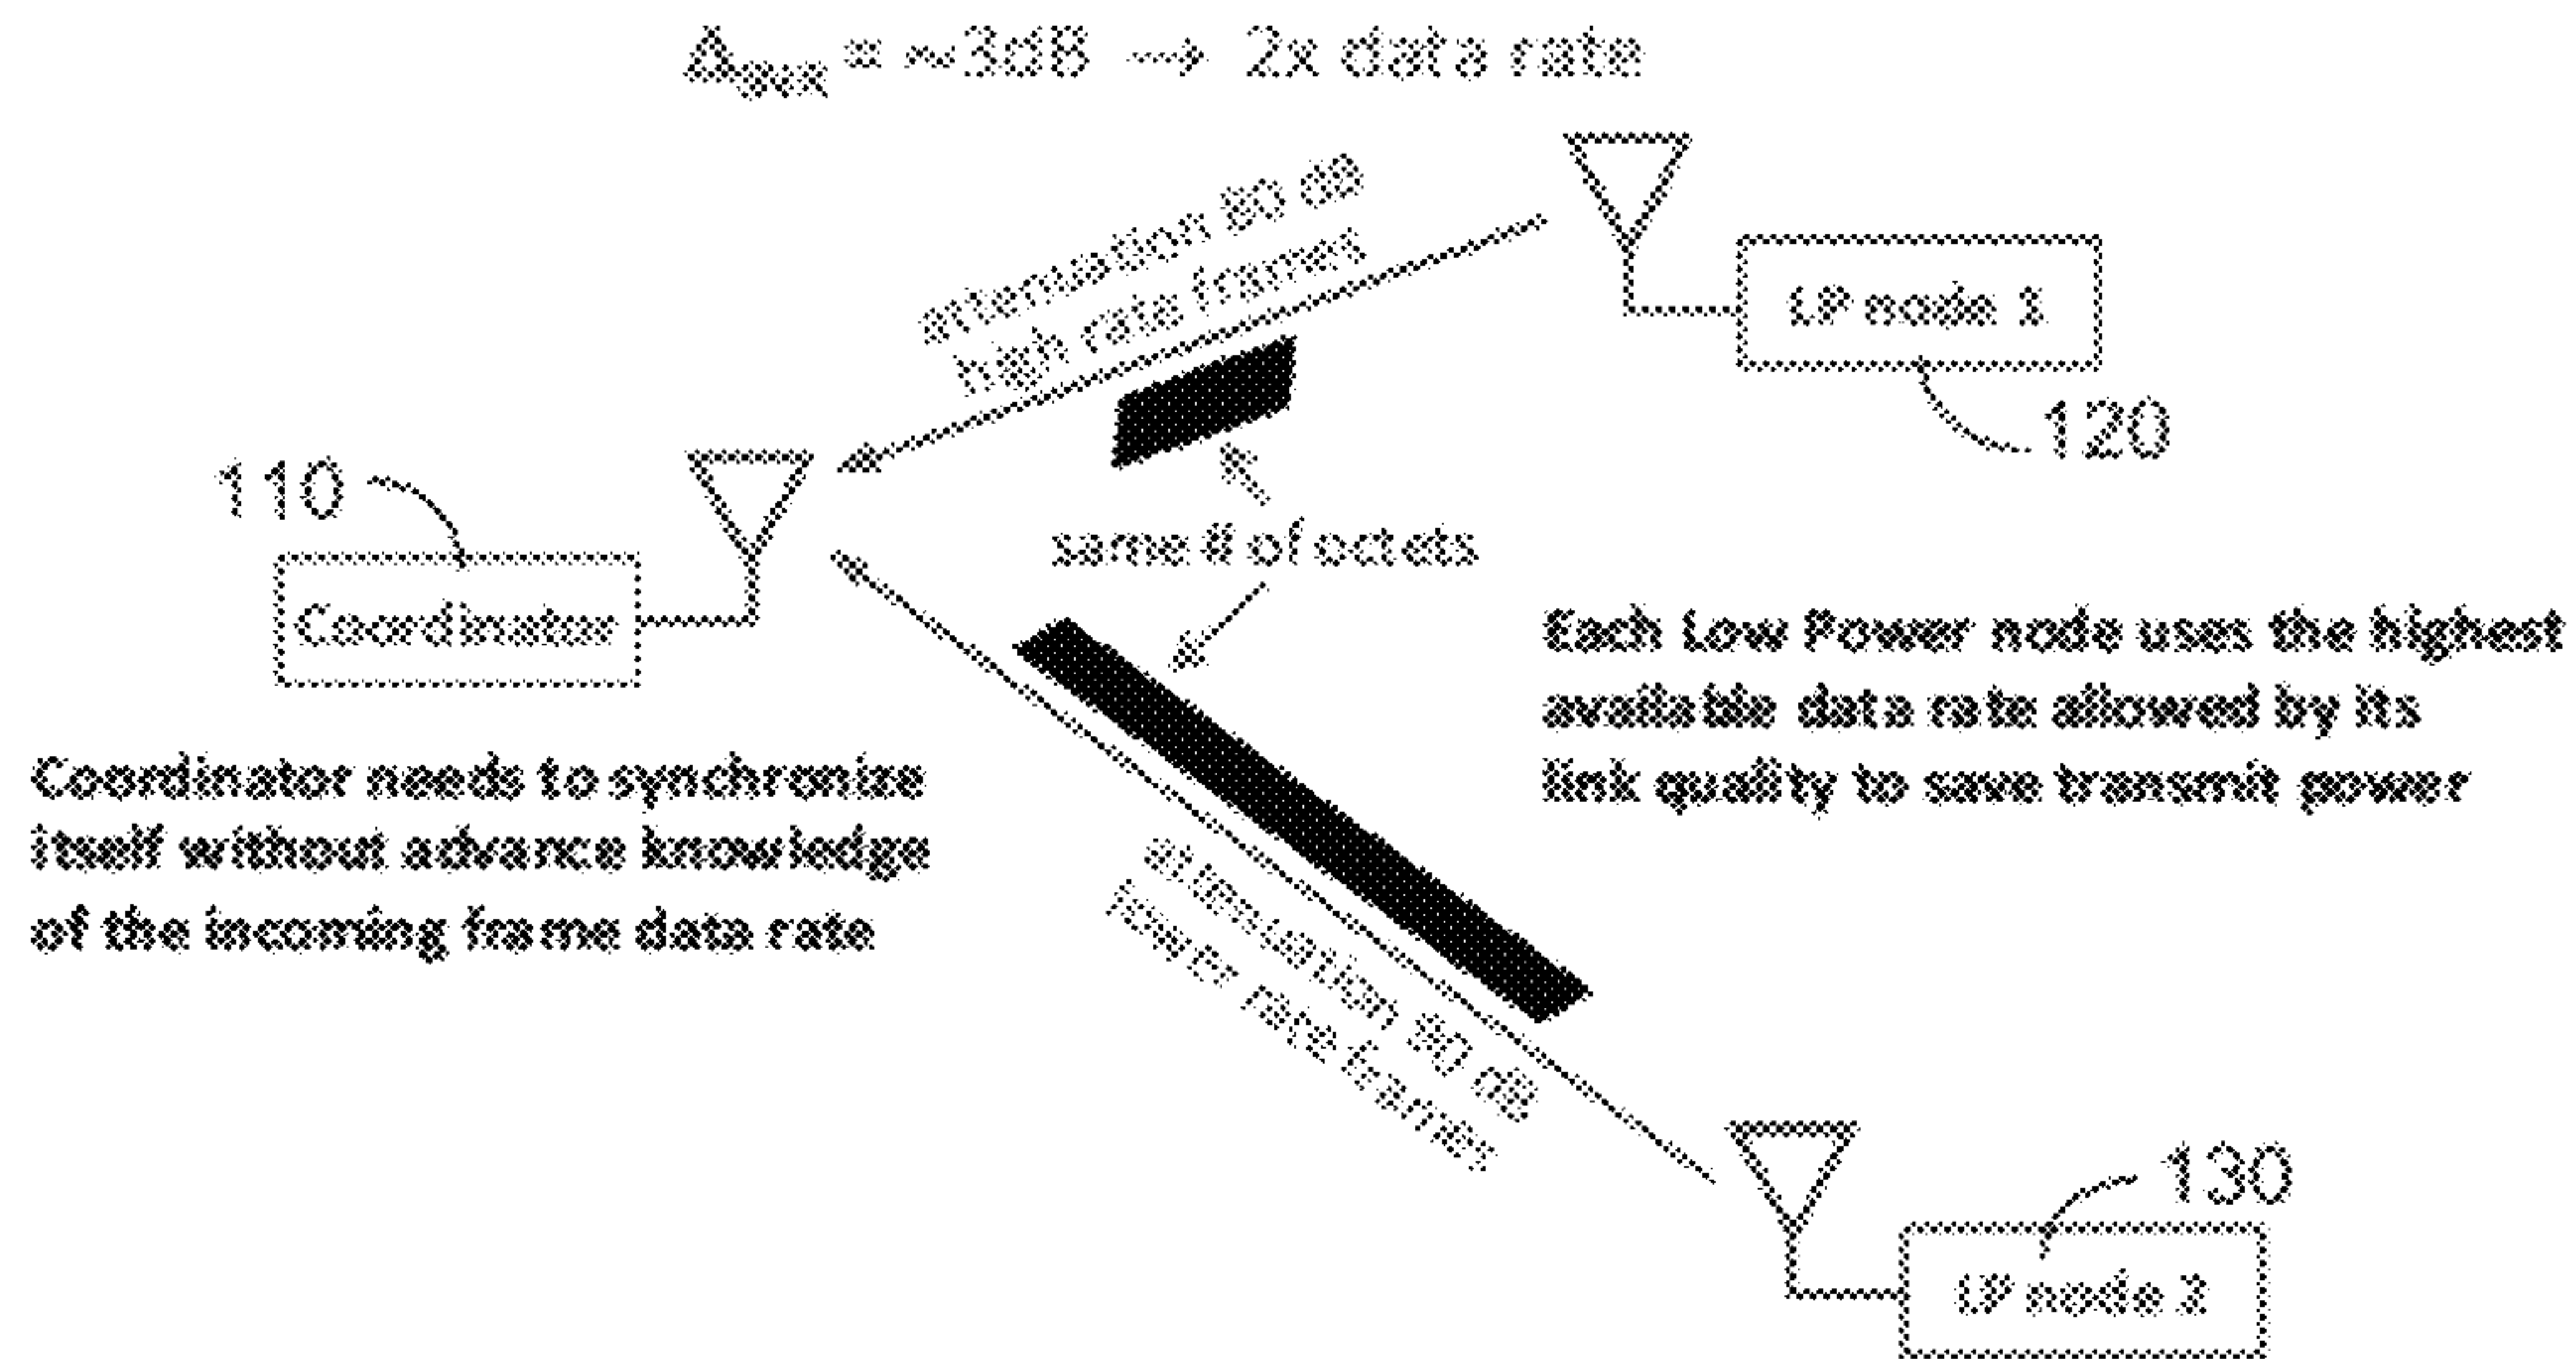 = ~3dB → 2x data rate
attenuation 80 dB
high rate frames
LP node 1
120
110
Coordinator
same # of octets
Each Low Power node uses the highest
available data rate allowed by its
link quality to save transmit power
Coordinator needs to synchronize
itself without advance knowledge
of the incoming frame data rate
attenuation 90 dB
lower rate frames
130
LP node 2